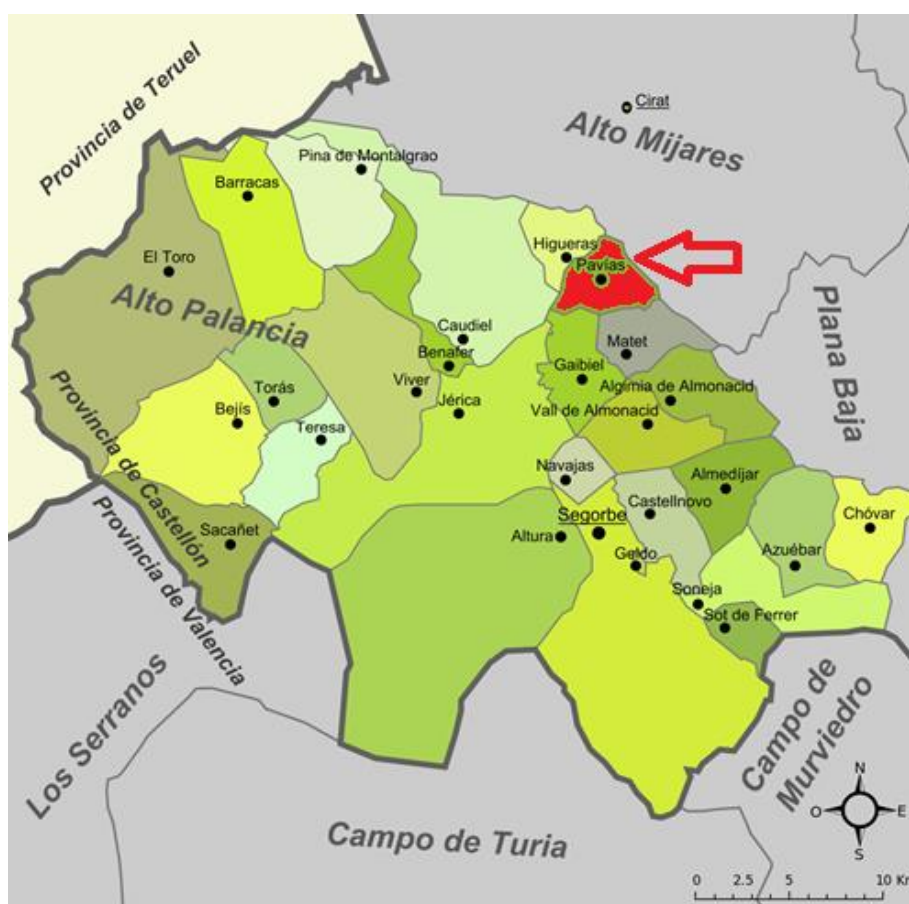 Provincia de Teruel
Cirat
Alto Mijares
Pina de Montalgrao
Barracas
Higueras
El Toro
Pavías
Alto Palancia
Plana Baja
Caudiel
Matet
Benafer
Gaibiel
Viver
Algimia de Almonacid
Torás
Jérica
Vall de Almonacid
Bejís
Teresa
Provincia de Castellón
Navajas
Almedíjar
Castellnovo
Segorbe
Chóvar
Sacañet
Altura
Azuébar
Geldo
Provincia de Valencia
Soneja
Sot de Ferrer
Los Serranos
Campo de
Murviedro
Campo de Turia
N
O
E
S
0 2.5 5 10 Km